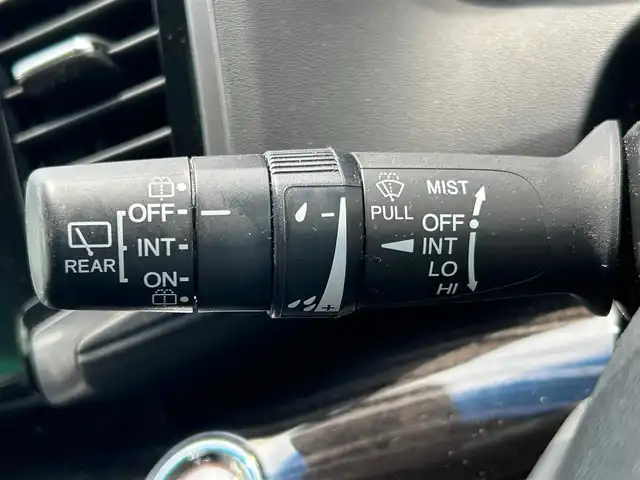 OFF
INT
ON
REAR
-
+
PULL
MIST
OFF
INT
LO
HI